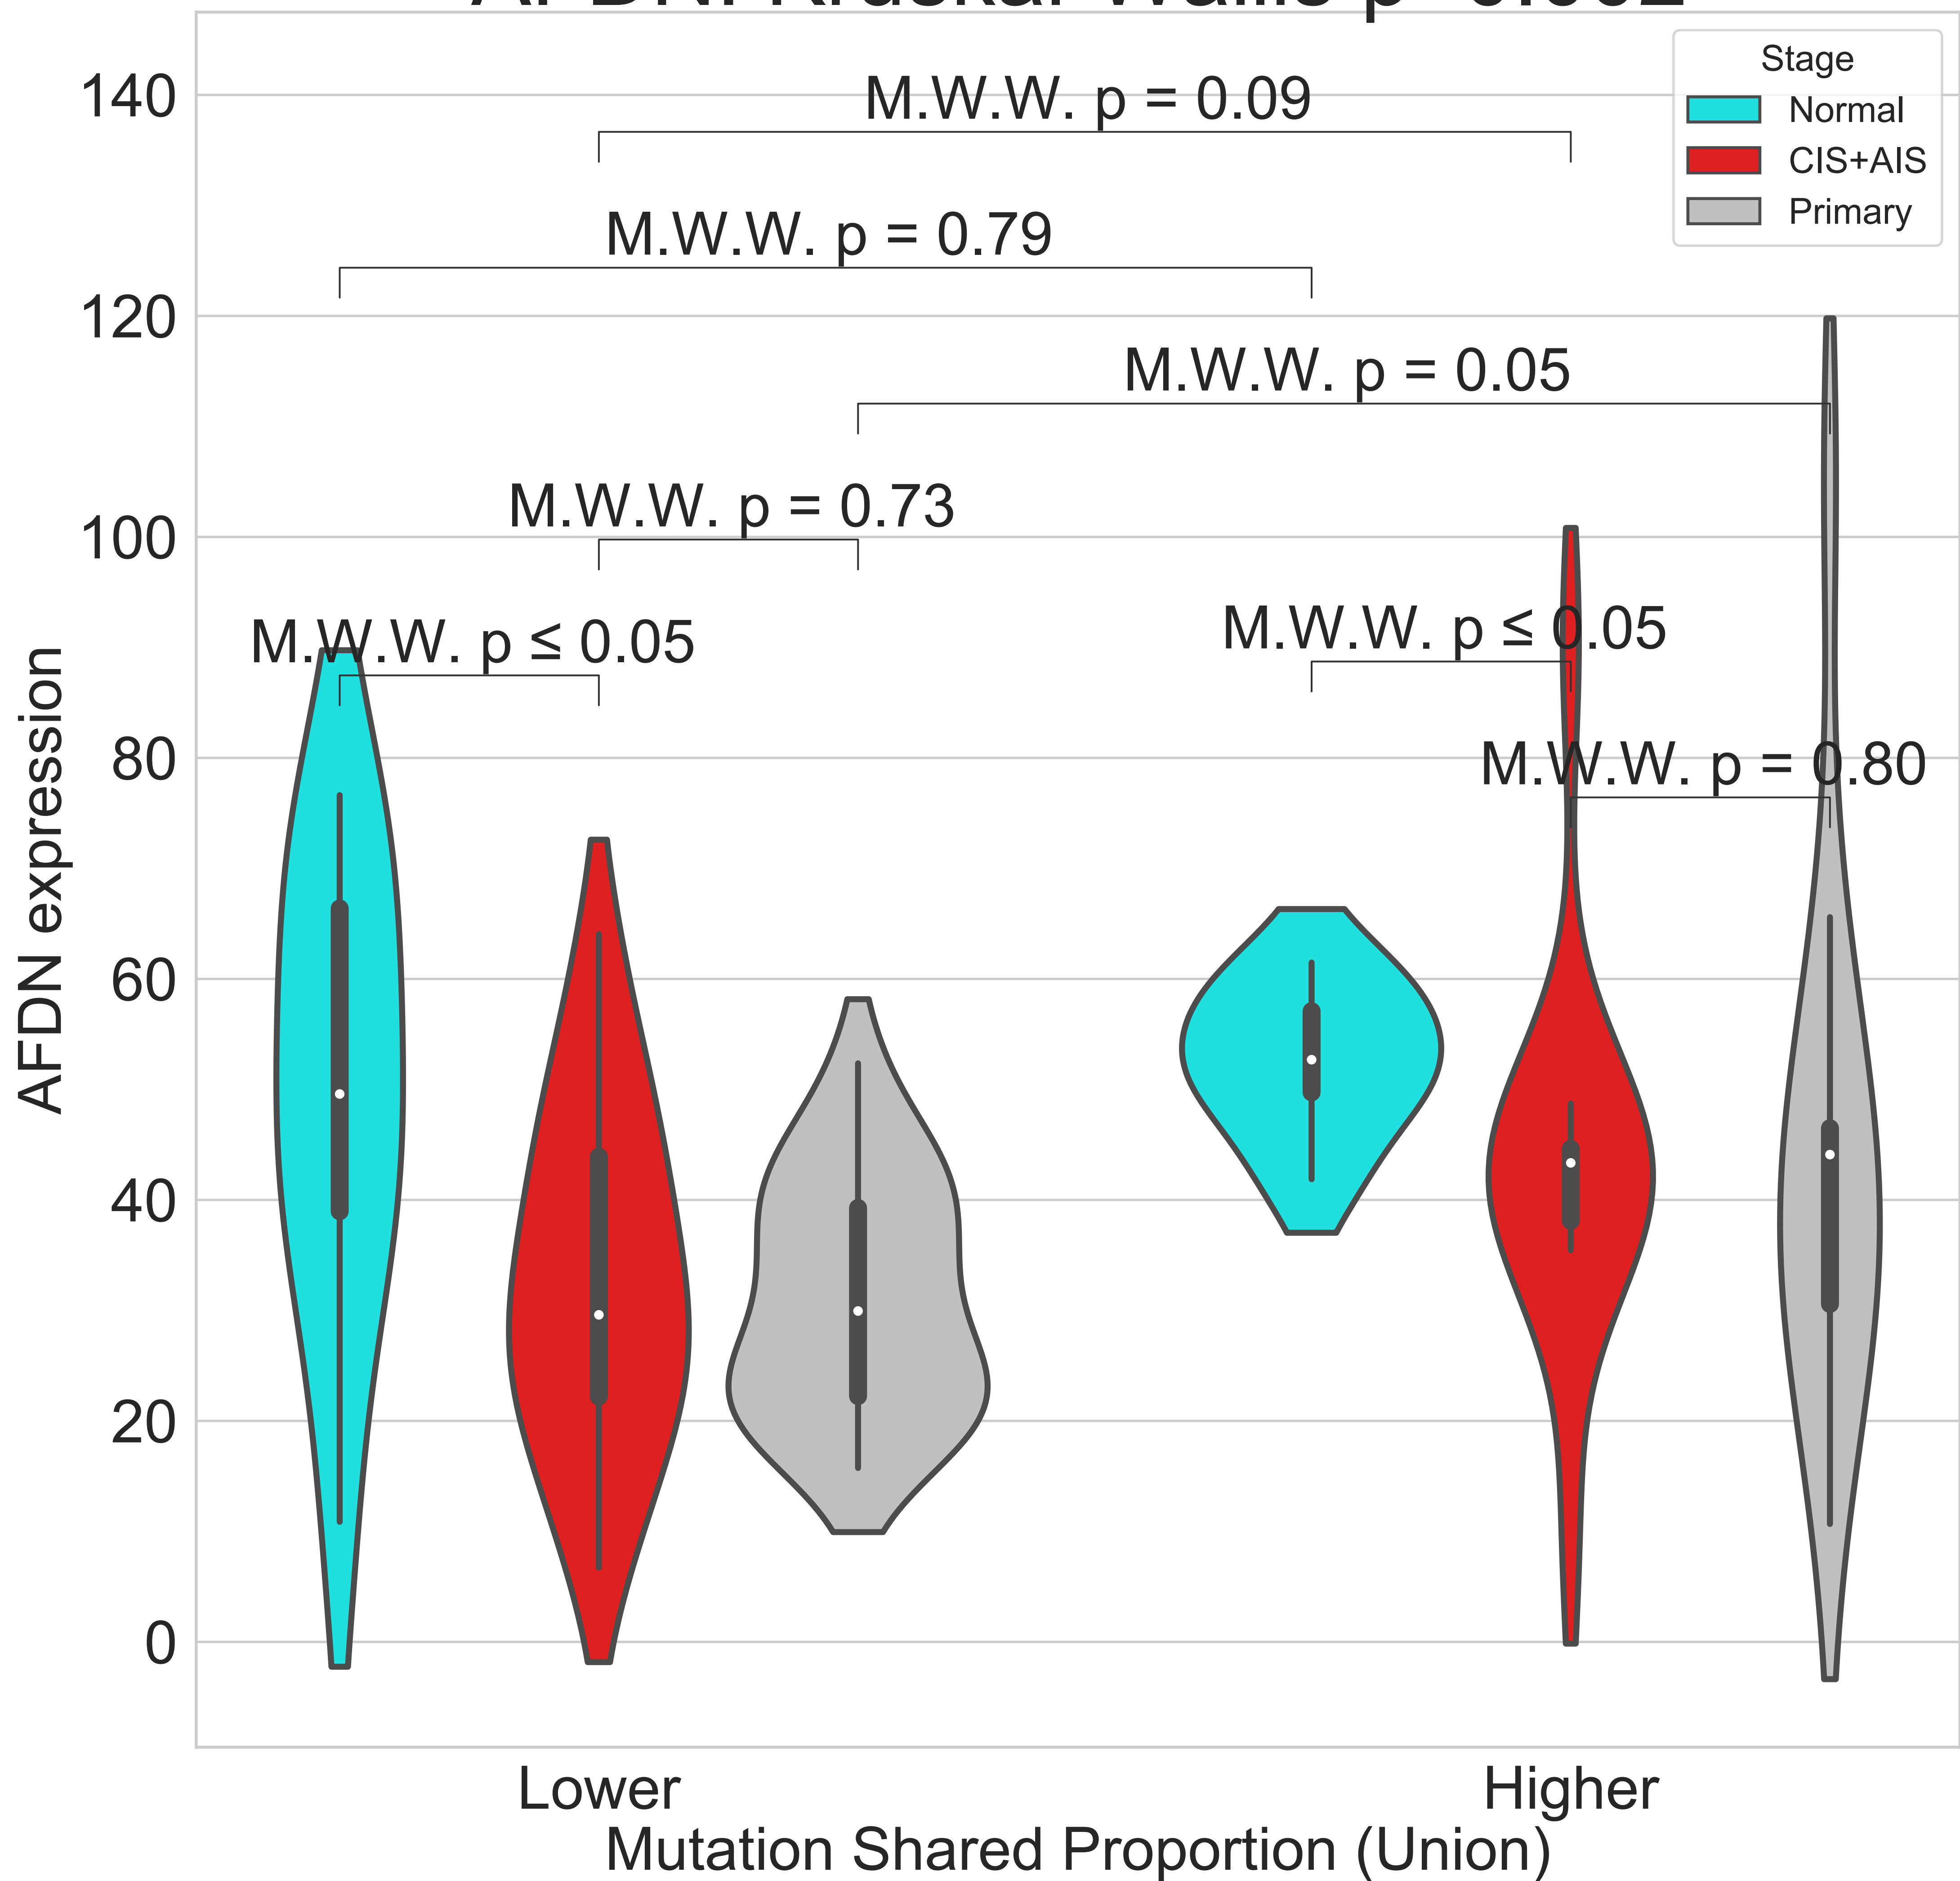 Stage
Normal
CIS+AIS
Primary
M.W.W. p = 0.09
M.W.W. p = 0.79
M.W.W. p = 0.05
M.W.W. p = 0.73
M.W.W. p ≤ 0.05
M.W.W. p ≤ 0.05
M.W.W. p = 0.80
140
120
100
80
60
40
20
0
AFDN expression
Lower
Higher
Mutation Shared Proportion (Union)